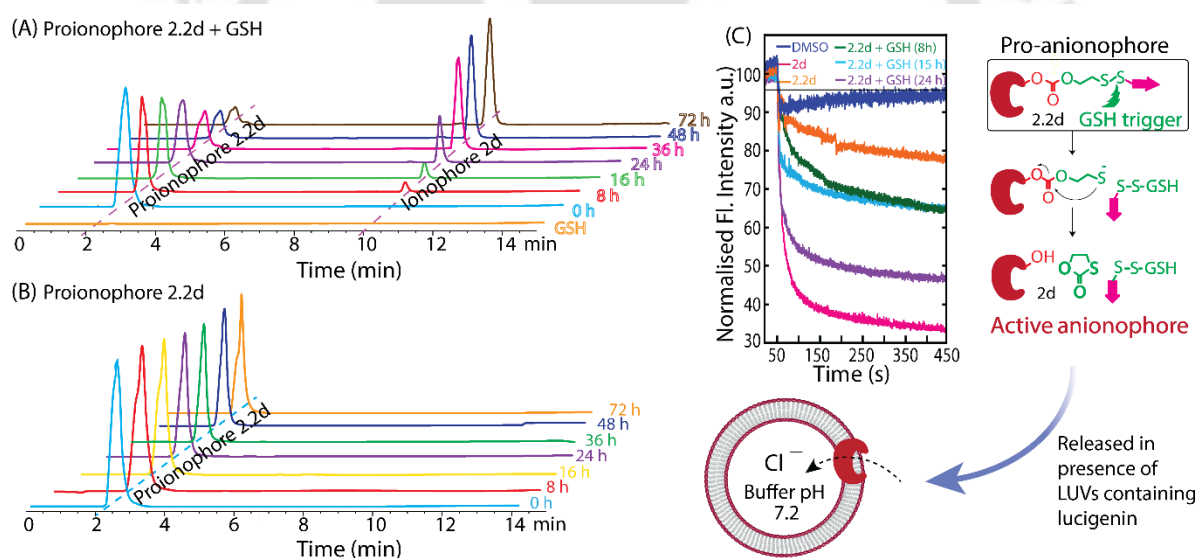 (A) Proionophore 2.2d + GSH
72 h
48 h
36 h
24 h
16 h
8 h
0 h
GSH
Proionophore 2.2d
Ionophore 2d
0 2 4 6 8 10 12 14 min
Time (min)
(B) Proionophore 2.2d
72 h
48 h
36 h
24 h
16 h
8 h
0 h
Proionophore 2.2d
0 2 4 6 8 10 12 14 min
Time (min)
(C)
DMSO
2d
2.2d
2.2d + GSH (8h)
2.2d + GSH (15 h)
2.2d + GSH (24 h)
Normalised Fl. Intensity a.u.
100
90
80
70
60
50
40
30
50 150 250 350 450
Time (s)
Pro-anionophore
O O S S
O
2.2d
GSH trigger
O O S
O
S-S-GSH
OH
2d
O S
O
S-S-GSH
Active anionophore
Cl −
Buffer pH
7.2
Released in
presence of
LUVs containing
lucigenin